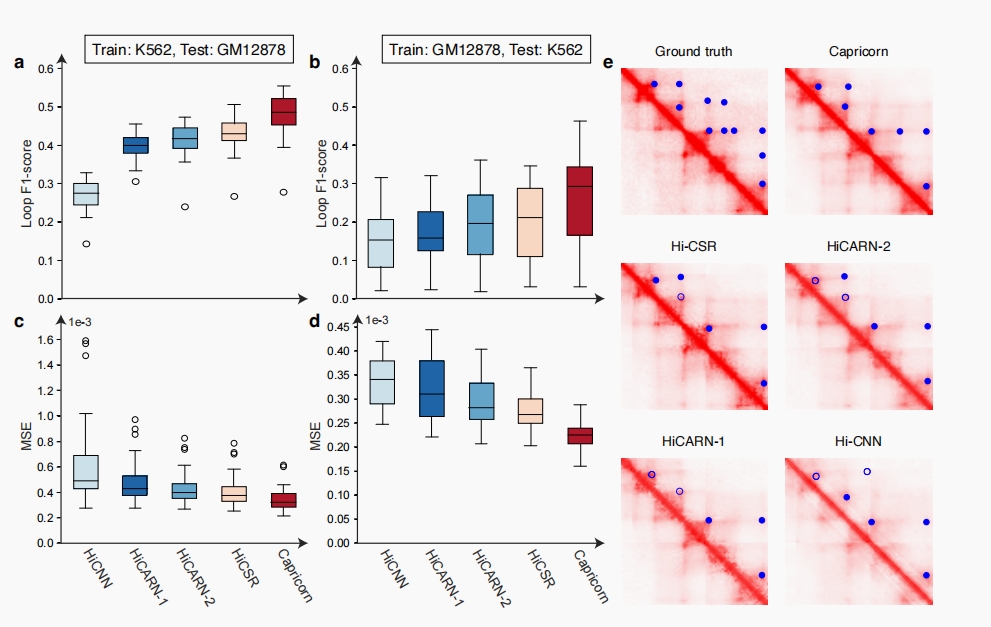 Train: K562, Test: GM12878
Train: GM12878, Test: K562
a
b
e
Ground truth
Capricorn
Loop F1-score
0.6
0.5
0.4
0.3
0.2
0.1
0.0
Loop F1-score
0.6
0.5
0.4
0.3
0.2
0.1
0.0
Hi-CSR
HiCARN-2
c
d
1e-3
MSE
1.6
1.4
1.2
1.0
0.8
0.6
0.4
0.2
0.0
1e-3
MSE
0.45
0.40
0.35
0.30
0.25
0.20
0.15
0.10
0.05
0.00
HiCARN-1
Hi-CNN
HiCNN
HiCARN-1
HiCARN-2
HiCSR
Capricorn
HiCNN
HiCARN-1
HiCARN-2
HiCSR
Capricorn